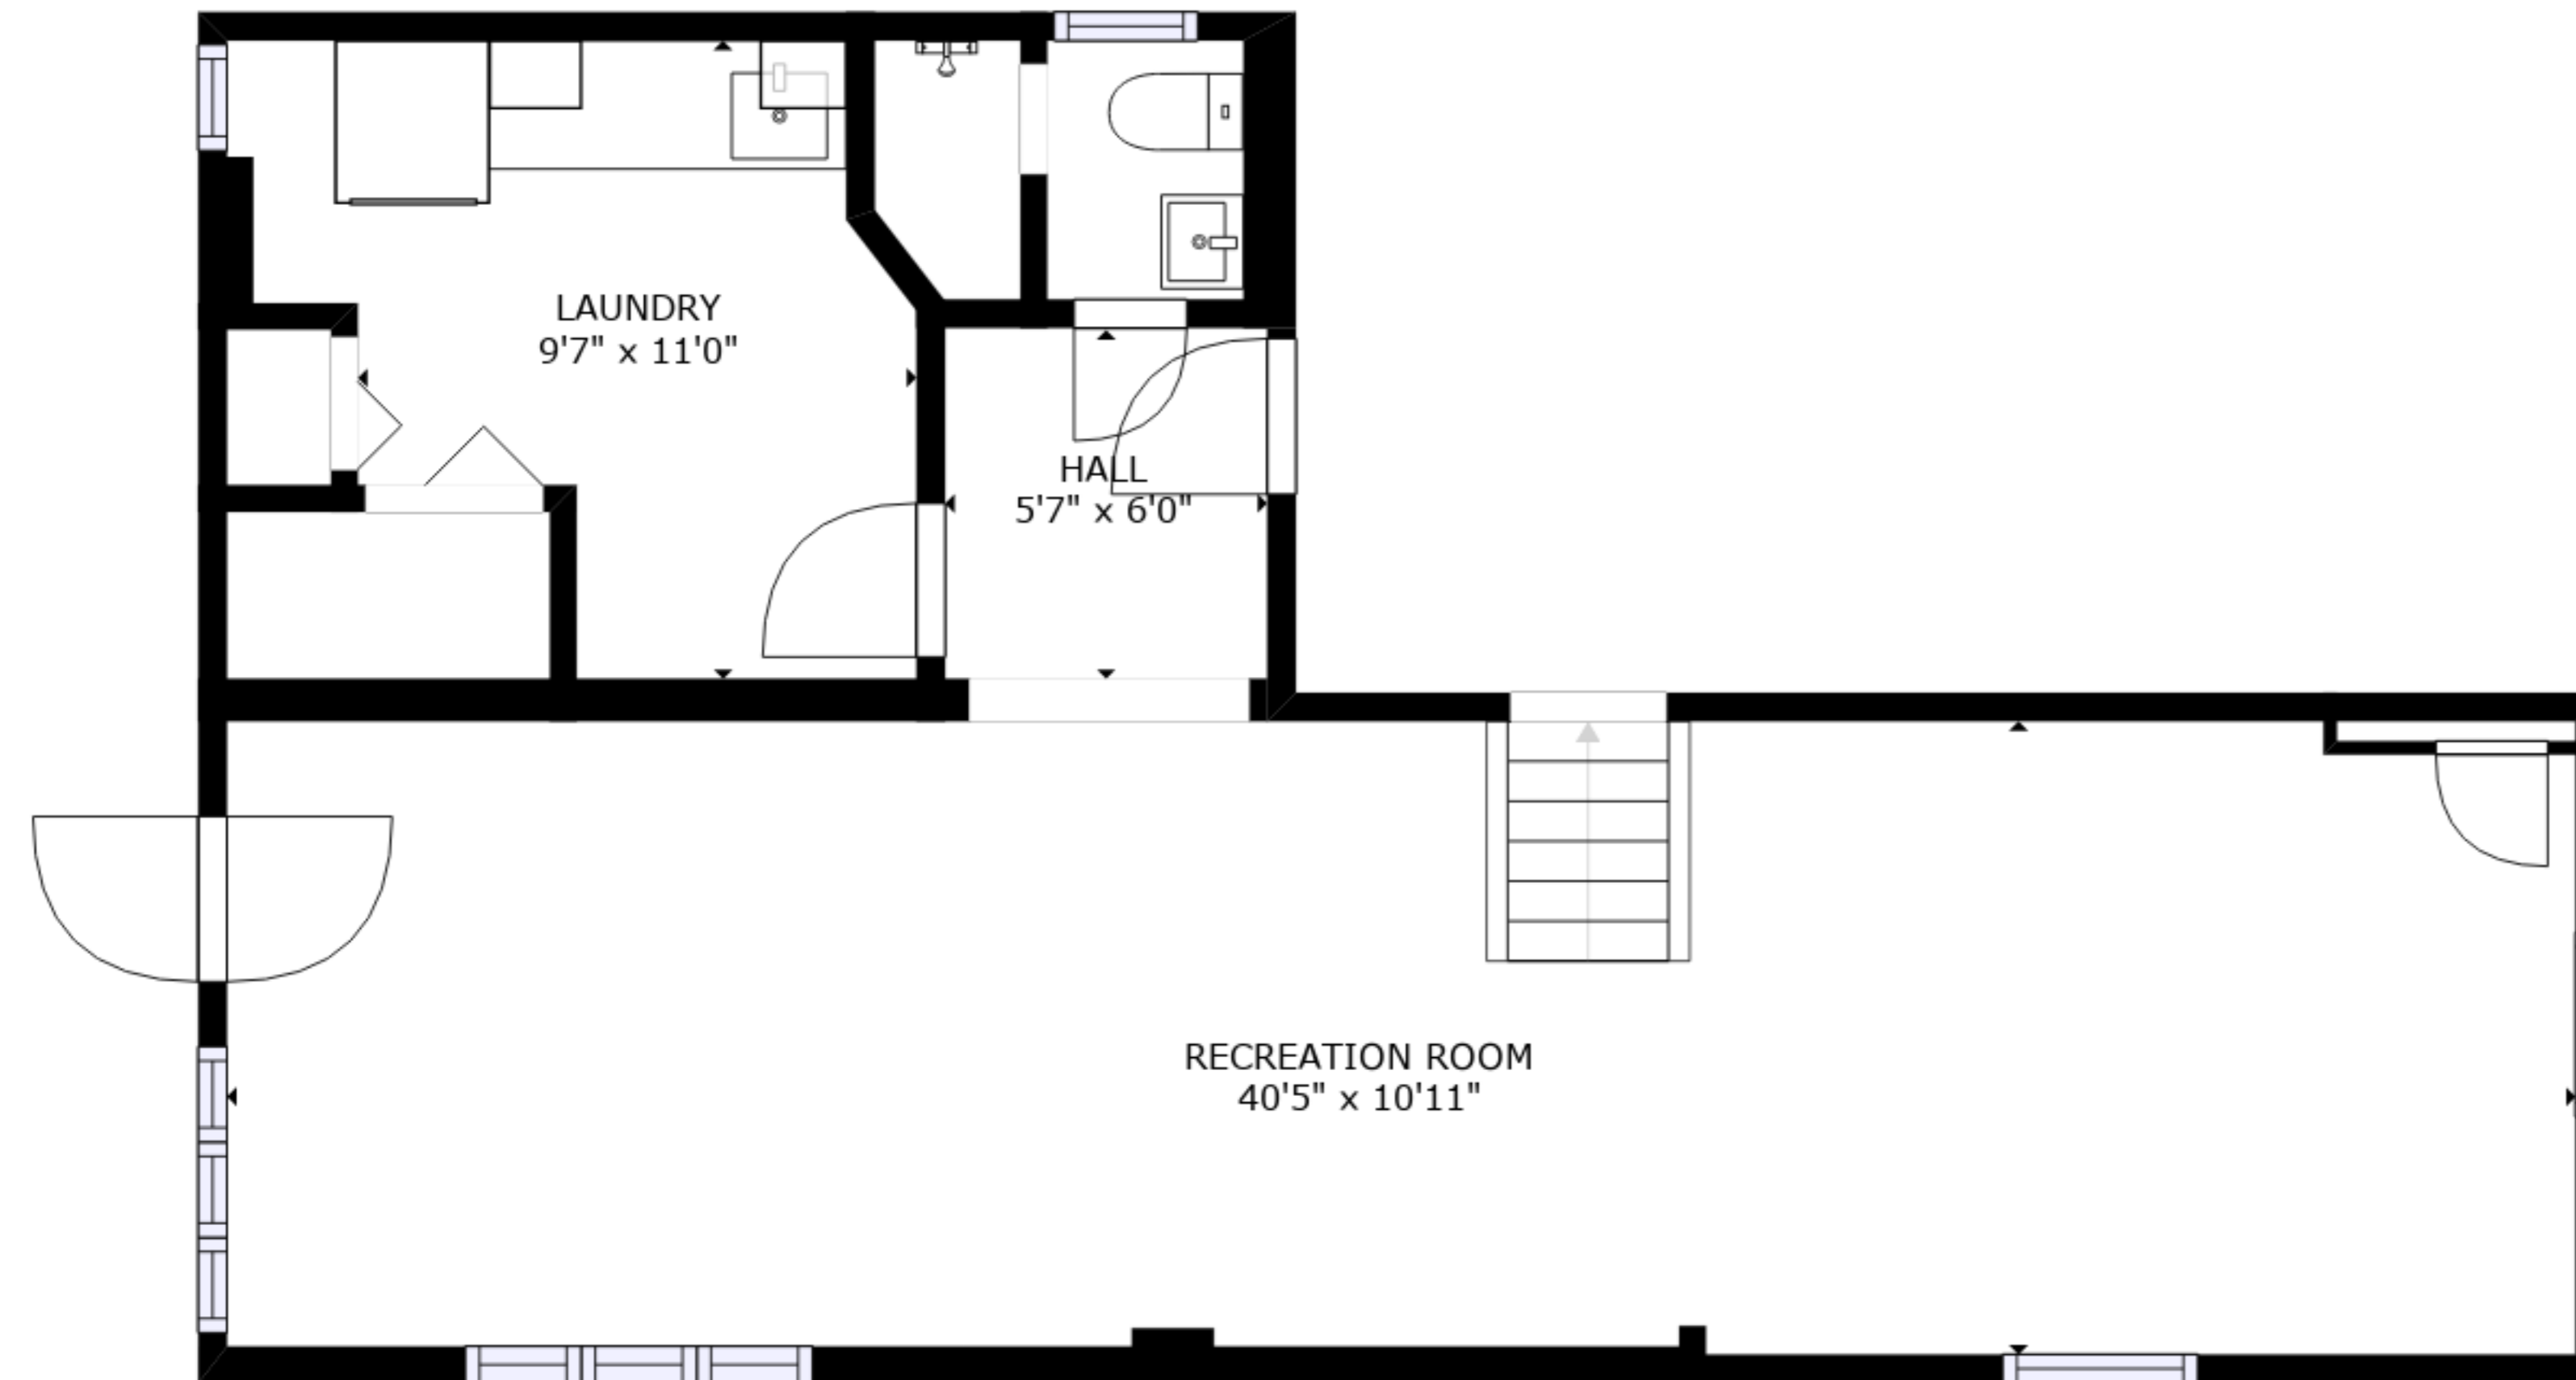 LAUNDRY
9'7" x 11'0"
HALL
5'7" x 6'0"
RECREATION ROOM
40'5" x 10'11"